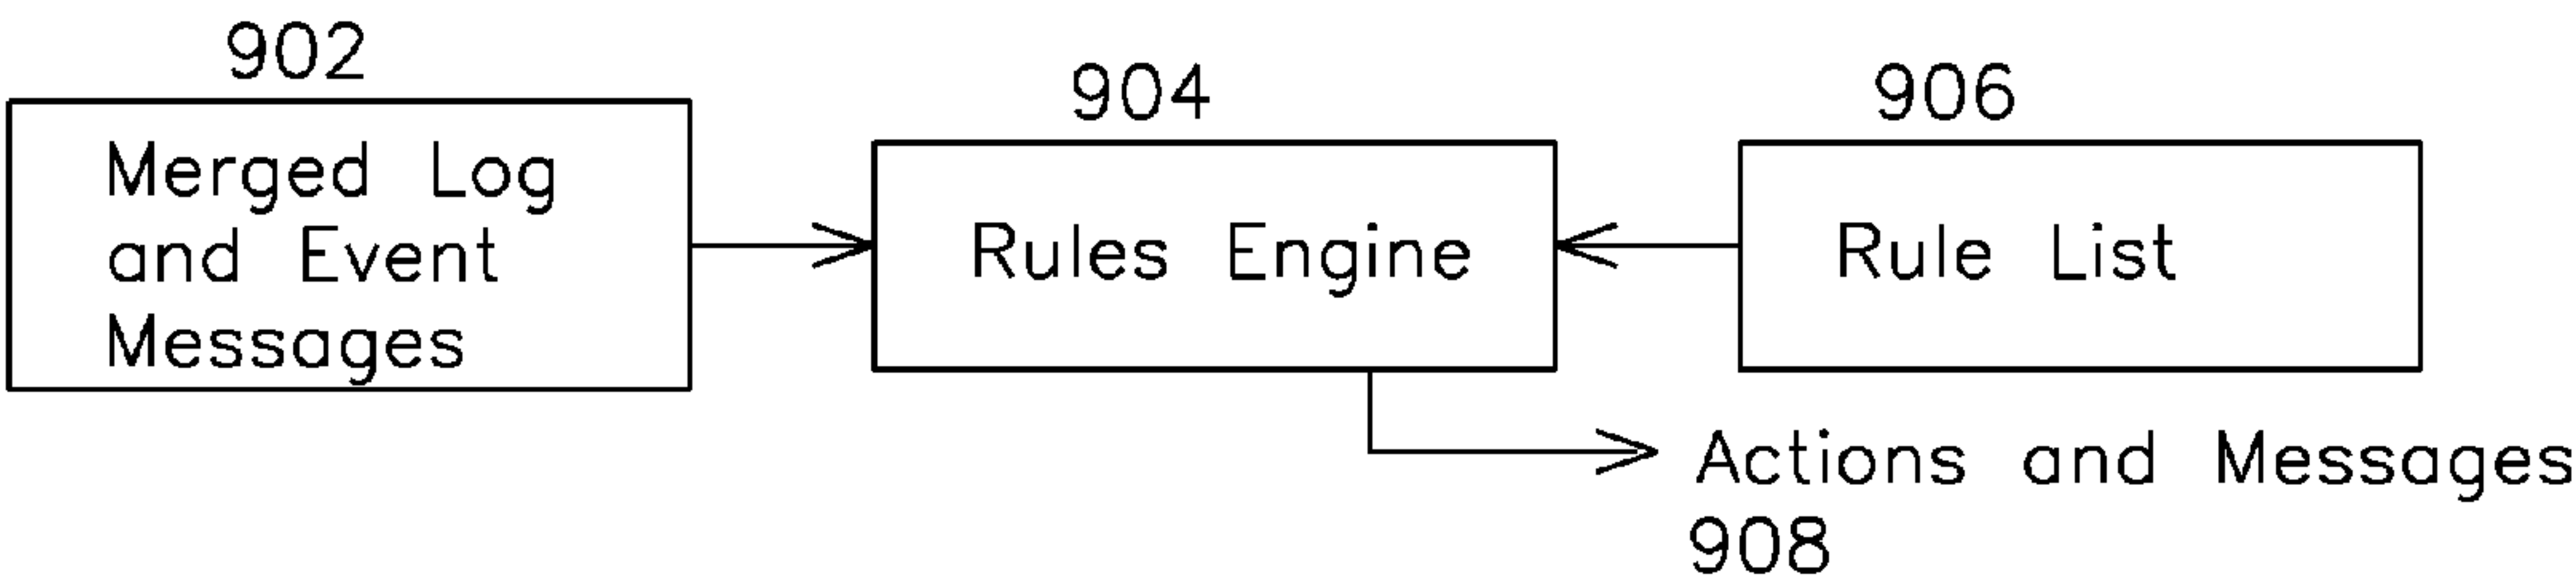 902
Merged Log
and Event
Messages
904
Rules Engine
906
Rule List
Actions and Messages
908